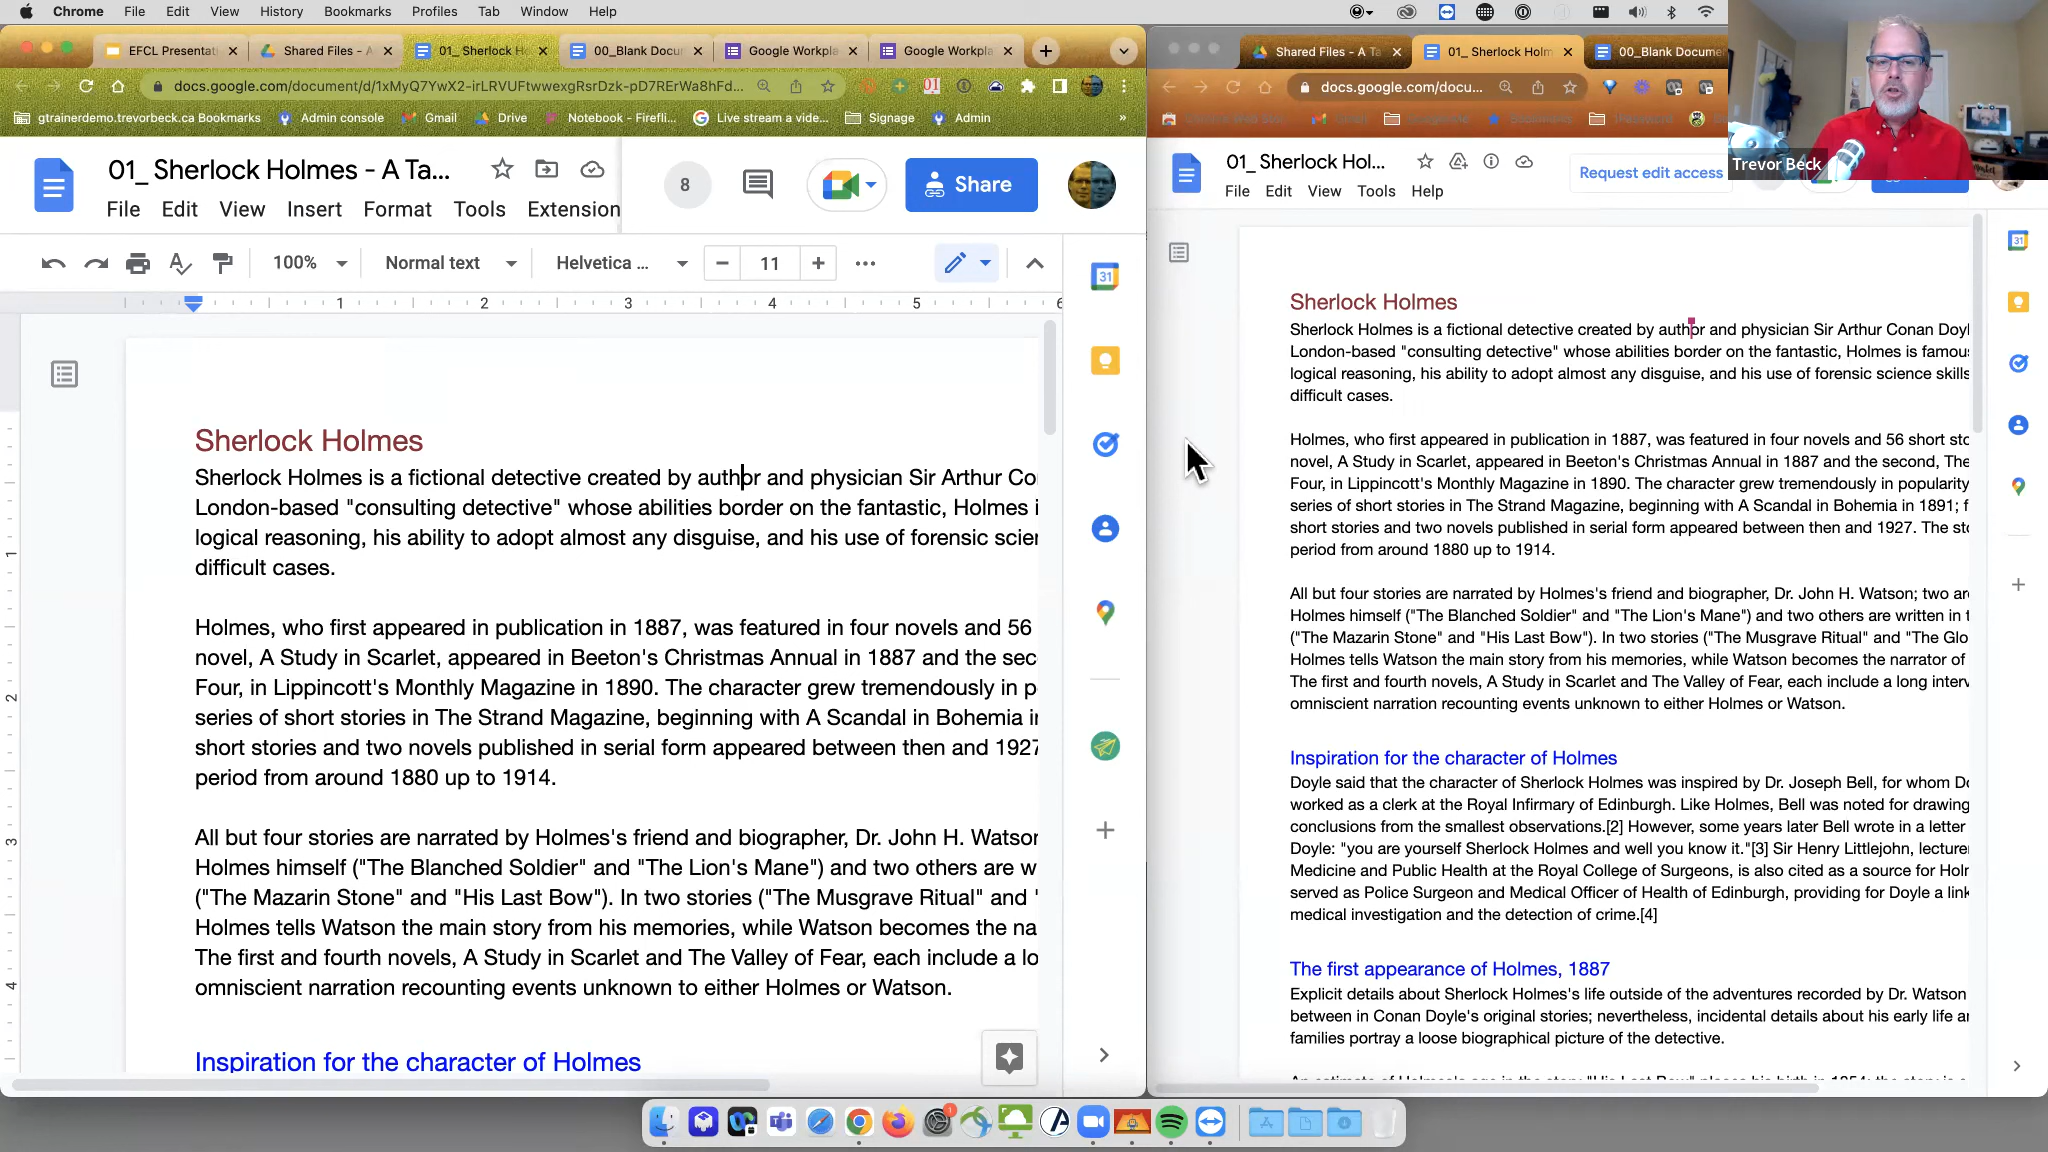 Chrome File Edit View History Bookmarks Profiles Tab Window Help
EFCL Presentat
Shared Files - A
01_ Sherlock H
00_Blank Docu
Google Workpla
Google Workpla
docs.google.com/document/d/1xMyQ7YwX2-irLRVUFtwwexgRsrDzk-pD7RErWa8hFd...
gtrainerdemo.trevorbeck.ca Bookmarks Admin console Gmail Drive Notebook - Firefli... Live stream a vide... Signage Admin »
01_ Sherlock Holmes - A Ta...
8
Share
File Edit View Insert Format Tools Extension
100% Normal text Helvetica ... 11
1 2 3 4 5 6
31
Sherlock Holmes
Sherlock Holmes is a fictional detective created by author and physician Sir Arthur Co
London-based "consulting detective" whose abilities border on the fantastic, Holmes i
logical reasoning, his ability to adopt almost any disguise, and his use of forensic scie
difficult cases.
Holmes, who first appeared in publication in 1887, was featured in four novels and 56
novel, A Study in Scarlet, appeared in Beeton's Christmas Annual in 1887 and the sec
Four, in Lippincott's Monthly Magazine in 1890. The character grew tremendously in p
series of short stories in The Strand Magazine, beginning with A Scandal in Bohemia in
short stories and two novels published in serial form appeared between then and 1927
period from around 1880 up to 1914.
All but four stories are narrated by Holmes's friend and biographer, Dr. John H. Watson
Holmes himself ("The Blanched Soldier" and "The Lion's Mane") and two others are w
("The Mazarin Stone" and "His Last Bow"). In two stories ("The Musgrave Ritual" and "
Holmes tells Watson the main story from his memories, while Watson becomes the na
The first and fourth novels, A Study in Scarlet and The Valley of Fear, each include a lo
omniscient narration recounting events unknown to either Holmes or Watson.
Inspiration for the character of Holmes
1
2
3
4
Shared Files - A Ta
01_ Sherlock Holm
00_Blank Docume
docs.google.com/docu...
Trevor Beck
01_ Sherlock Hol...
Request edit access
File Edit View Tools Help
31
Sherlock Holmes
Sherlock Holmes is a fictional detective created by author and physician Sir Arthur Conan Doyl
London-based "consulting detective" whose abilities border on the fantastic, Holmes is famous
logical reasoning, his ability to adopt almost any disguise, and his use of forensic science skills
difficult cases.
Holmes, who first appeared in publication in 1887, was featured in four novels and 56 short sto
novel, A Study in Scarlet, appeared in Beeton's Christmas Annual in 1887 and the second, The
Four, in Lippincott's Monthly Magazine in 1890. The character grew tremendously in popularity
series of short stories in The Strand Magazine, beginning with A Scandal in Bohemia in 1891; f
short stories and two novels published in serial form appeared between then and 1927. The sto
period from around 1880 up to 1914.
All but four stories are narrated by Holmes's friend and biographer, Dr. John H. Watson; two are
Holmes himself ("The Blanched Soldier" and "The Lion's Mane") and two others are written in t
("The Mazarin Stone" and "His Last Bow"). In two stories ("The Musgrave Ritual" and "The Glo
Holmes tells Watson the main story from his memories, while Watson becomes the narrator of
The first and fourth novels, A Study in Scarlet and The Valley of Fear, each include a long interv
omniscient narration recounting events unknown to either Holmes or Watson.
Inspiration for the character of Holmes
Doyle said that the character of Sherlock Holmes was inspired by Dr. Joseph Bell, for whom Do
worked as a clerk at the Royal Infirmary of Edinburgh. Like Holmes, Bell was noted for drawing
conclusions from the smallest observations.[2] However, some years later Bell wrote in a letter
Doyle: "you are yourself Sherlock Holmes and well you know it."[3] Sir Henry Littlejohn, lecturer
Medicine and Public Health at the Royal College of Surgeons, is also cited as a source for Holr
served as Police Surgeon and Medical Officer of Health of Edinburgh, providing for Doyle a link
medical investigation and the detection of crime.[4]
The first appearance of Holmes, 1887
Explicit details about Sherlock Holmes's life outside of the adventures recorded by Dr. Watson
between in Conan Doyle's original stories; nevertheless, incidental details about his early life a
families portray a loose biographical picture of the detective.